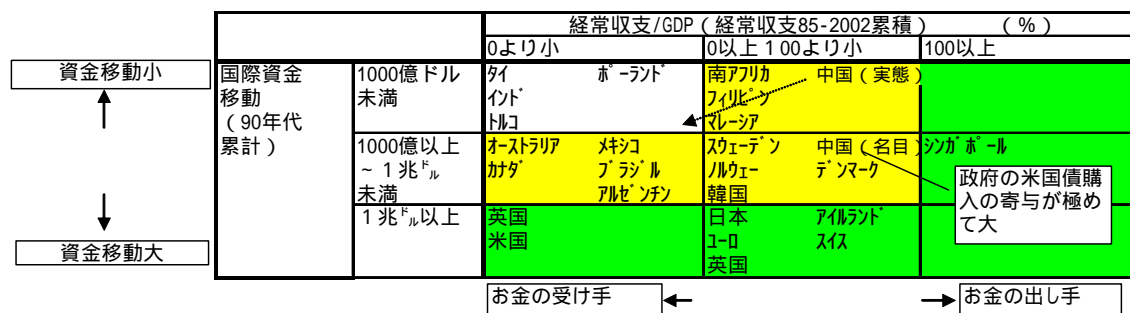 経常収支/GDP（経常収支85-2002累積）　（％）
0より小　0以上１00より小　100以上
資金移動小
資金移動大
国際資金
移動
（90年代
累計）
1000億ドル
未満
ﾀｲ　ﾎﾟｰﾗﾝﾄﾞ
ｲﾝﾄﾞ
ﾄﾙｺ
南ｱﾌﾘｶ　中国（実態）
ﾌｨﾘﾋﾟﾝ
ﾏﾚｰｼｱ
1000億以上
～１兆ﾄﾞﾙ
未満
ｵｰｽﾄﾗﾘｱ　ﾒｷｼｺ
ｶﾅﾀﾞ　ﾌﾞﾗｼﾞﾙ
ｱﾙｾﾞﾝﾁﾝ
ｽｳｪｰﾃﾞﾝ　中国（名目）
ﾉﾙｳｪｰ　ﾃﾞﾝﾏｰｸ
韓国
ｼﾝｶﾞﾎﾟｰﾙ
政府の米国債購
入の寄与が極め
て大
１兆ﾄﾞﾙ以上
英国
米国
日本　ｱｲﾙﾗﾝﾄﾞ
ﾕｰﾛ　ｽｲｽ
英国
お金の受け手
お金の出し手